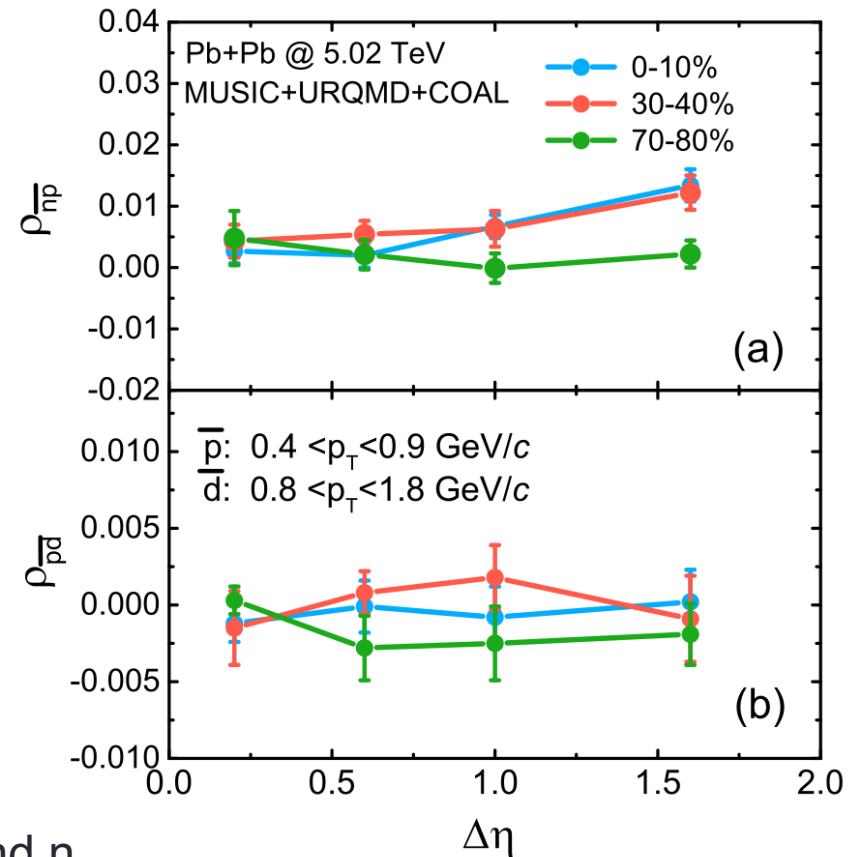 0.04
Pb+Pb @ 5.02 TeV
MUSIC+URQMD+COAL
0-10%
30-40%
70-80%
0.03
0.02
0.01
0.00
-0.01
-0.02
ρn̅p̅
(a)
p̅: 0.4 <pT<0.9 GeV/c
d̅: 0.8 <pT<1.8 GeV/c
0.010
0.005
0.000
-0.005
-0.010
ρp̅d̅
(b)
0.0 0.5 1.0 1.5 2.0
Δη
nd n